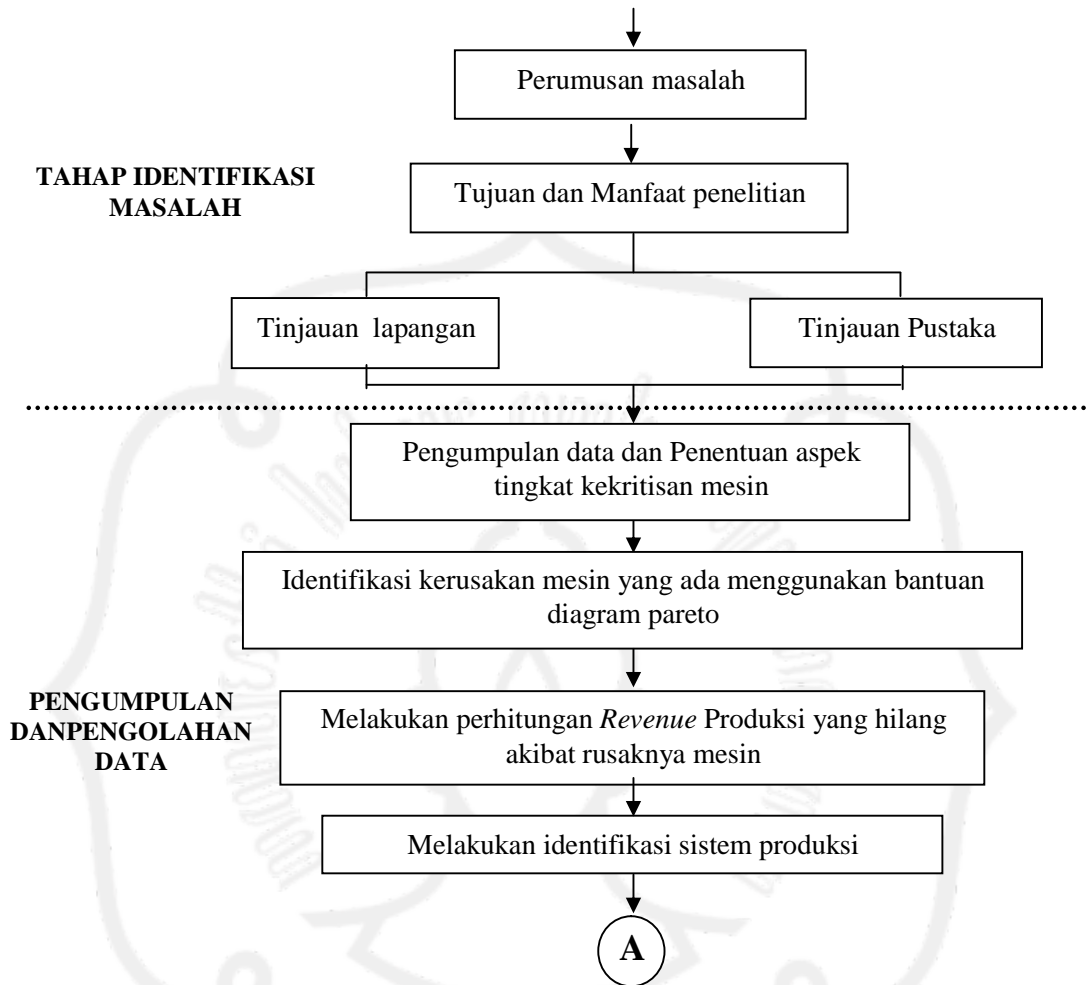 Perumusan masalah
TAHAP IDENTIFIKASI
MASALAH
Tujuan dan Manfaat penelitian
Tinjauan lapangan
Tinjauan Pustaka
Pengumpulan data dan Penentuan aspek
tingkat kekritisan mesin
Identifikasi kerusakan mesin yang ada menggunakan bantuan
diagram pareto
PENGUMPULAN
DANPENGOLAHAN
DATA
Melakukan perhitungan Revenue Produksi yang hilang
akibat rusaknya mesin
Melakukan identifikasi sistem produksi
A